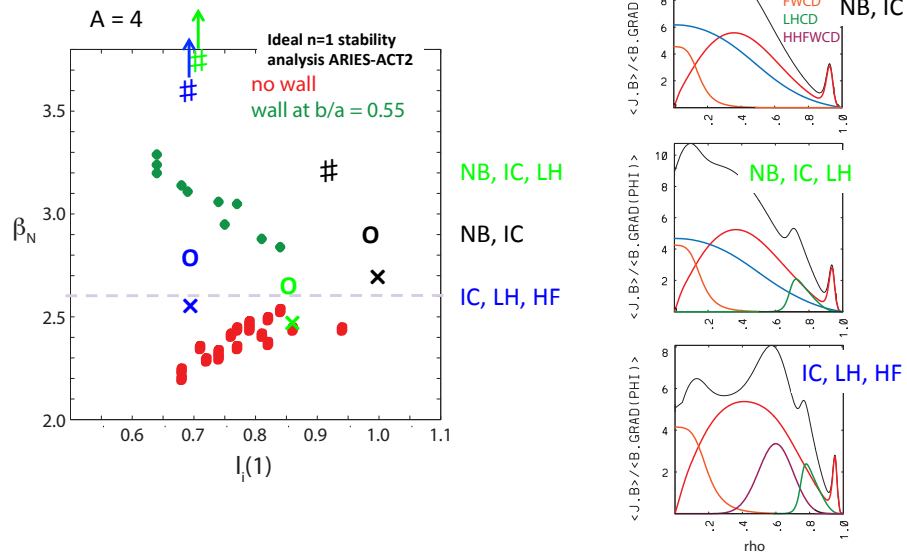 A = 4
Ideal n=1 stability
analysis ARIES-ACT2
no wall
wall at b/a = 0.55
3.5
3.0
2.5
2.0
β_N
0.6
0.7
0.8
0.9
1.0
1.1
l_i(1)
NB, IC, LH
NB, IC
IC, LH, HF
FWCD
LHCD
HHFWCD
NB, IC
<J.B>/<B.GRAD(PHI)>
8
6
4
2
.2
.4
.6
.8
1.0
NB, IC, LH
<J.B>/<B.GRAD(PHI)>
10
8
6
4
2
.2
.4
.6
.8
1.0
IC, LH, HF
<J.B>/<B.GRAD(PHI)>
8
6
4
2
0
.2
.4
.6
.8
1.0
rho